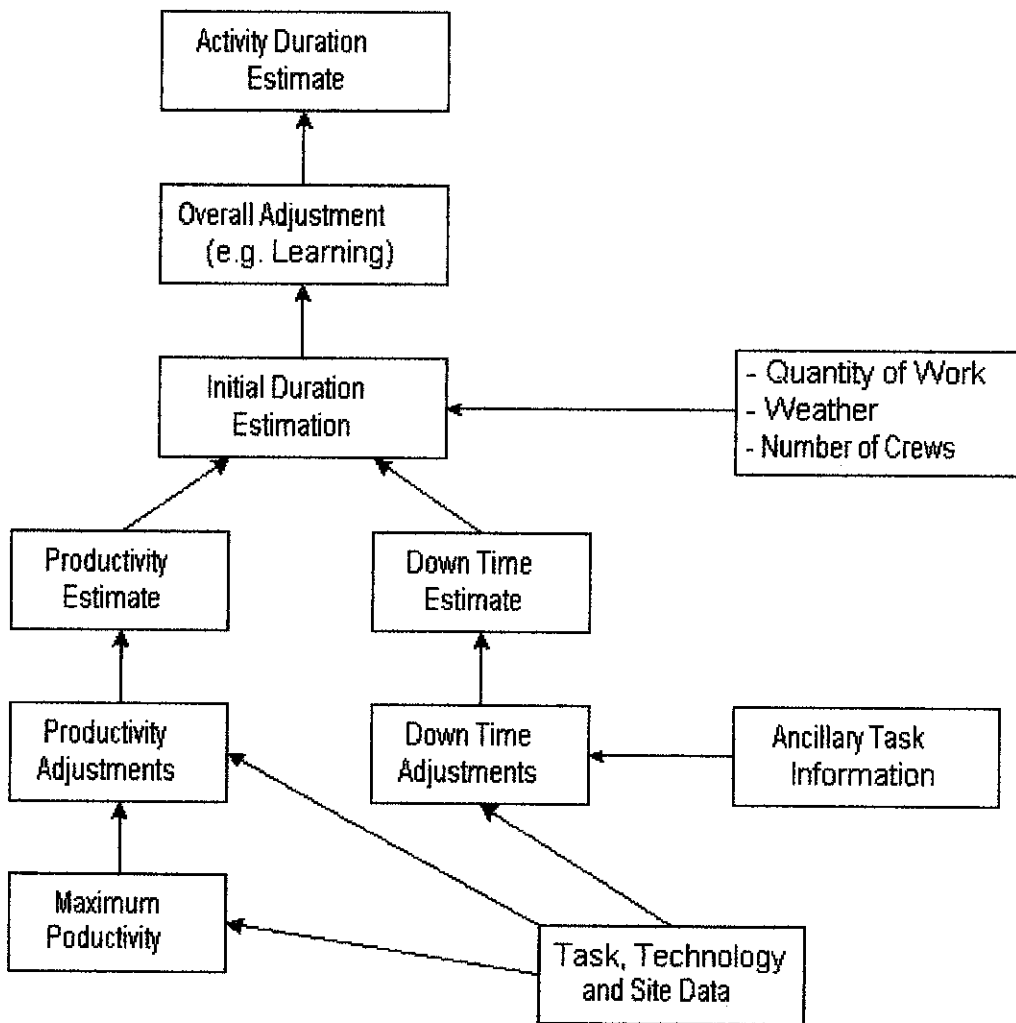 Activity Duration
Estimate
Overall Adjustment
(e.g. Learning)
Initial Duration
Estimation
- Quantity of Work
- Weather
- Number of Crews
Productivity
Estimate
Down Time
Estimate
Productivity
Adjustments
Down Time
Adjustments
Ancillary Task
Information
Maximum
Poductivity
Task, Technology
and Site Data